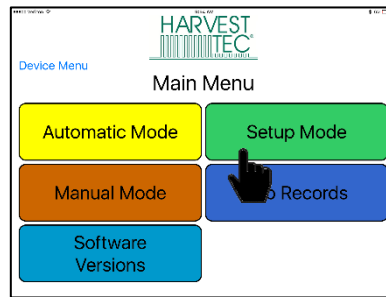 HARVEST
TEC
Device Menu
Main Menu
Automatic Mode
Setup Mode
Manual Mode
Records
Software
Versions